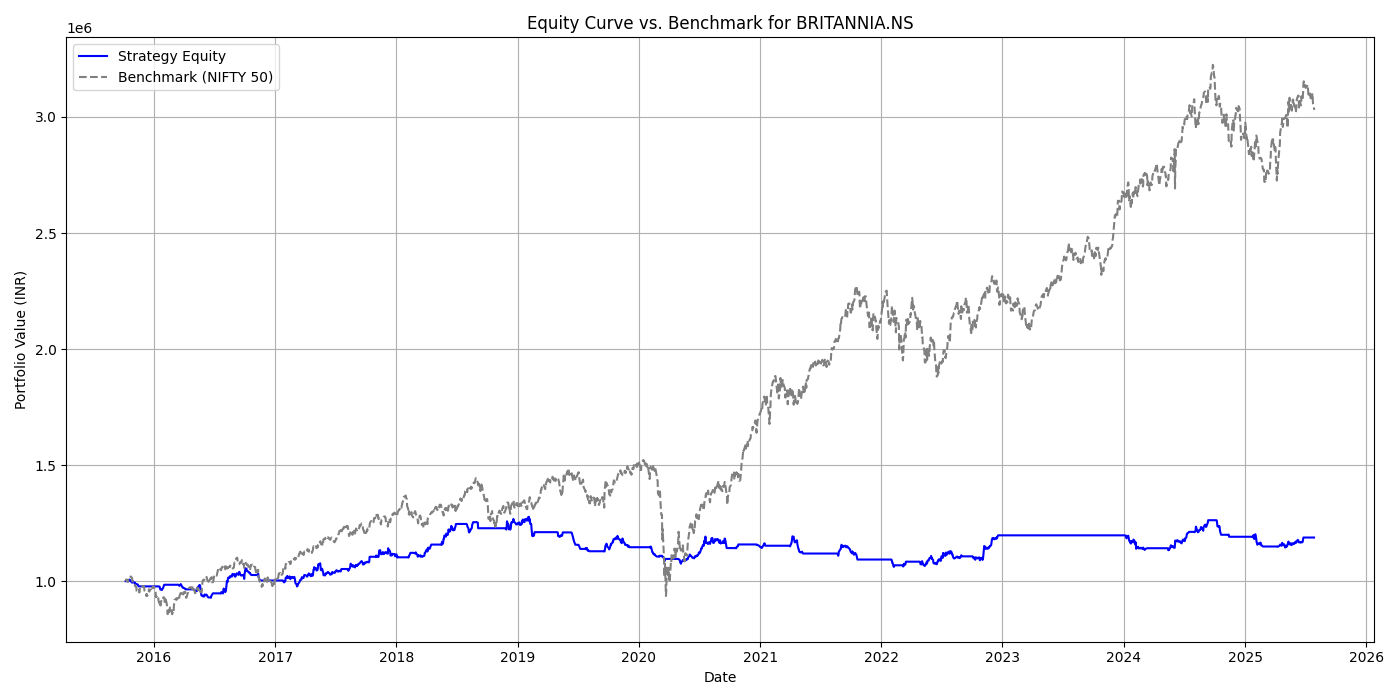 Equity Curve vs. Benchmark for BRITANNIA.NS
1e6
Strategy Equity
Benchmark (NIFTY 50)
3.0
2.5
2.0
1.5
1.0
Portfolio Value (INR)
2016 2017 2018 2019 2020 2021 2022 2023 2024 2025 2026
Date